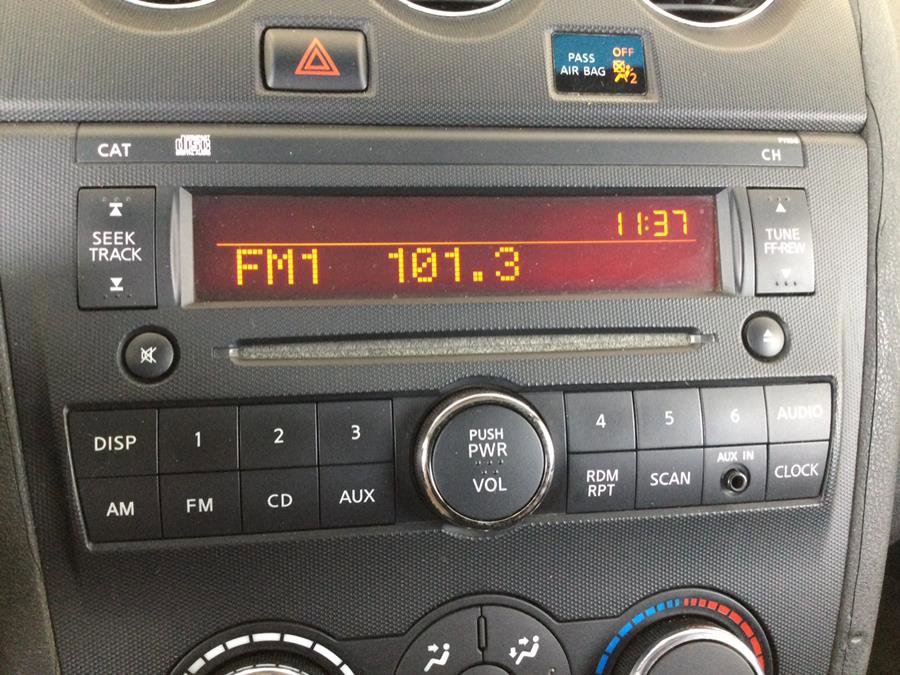 PASS
AIR BAG
OFF
2
CAT
CH
SEEK
TRACK
11:37
FM1 101.3
TUNE
FF-REW
DISP 1 2 3
PUSH
PWR
VOL
4 5 6 AUDIO
AM FM CD AUX
RDM
RPT
SCAN
AUX IN
CLOCK